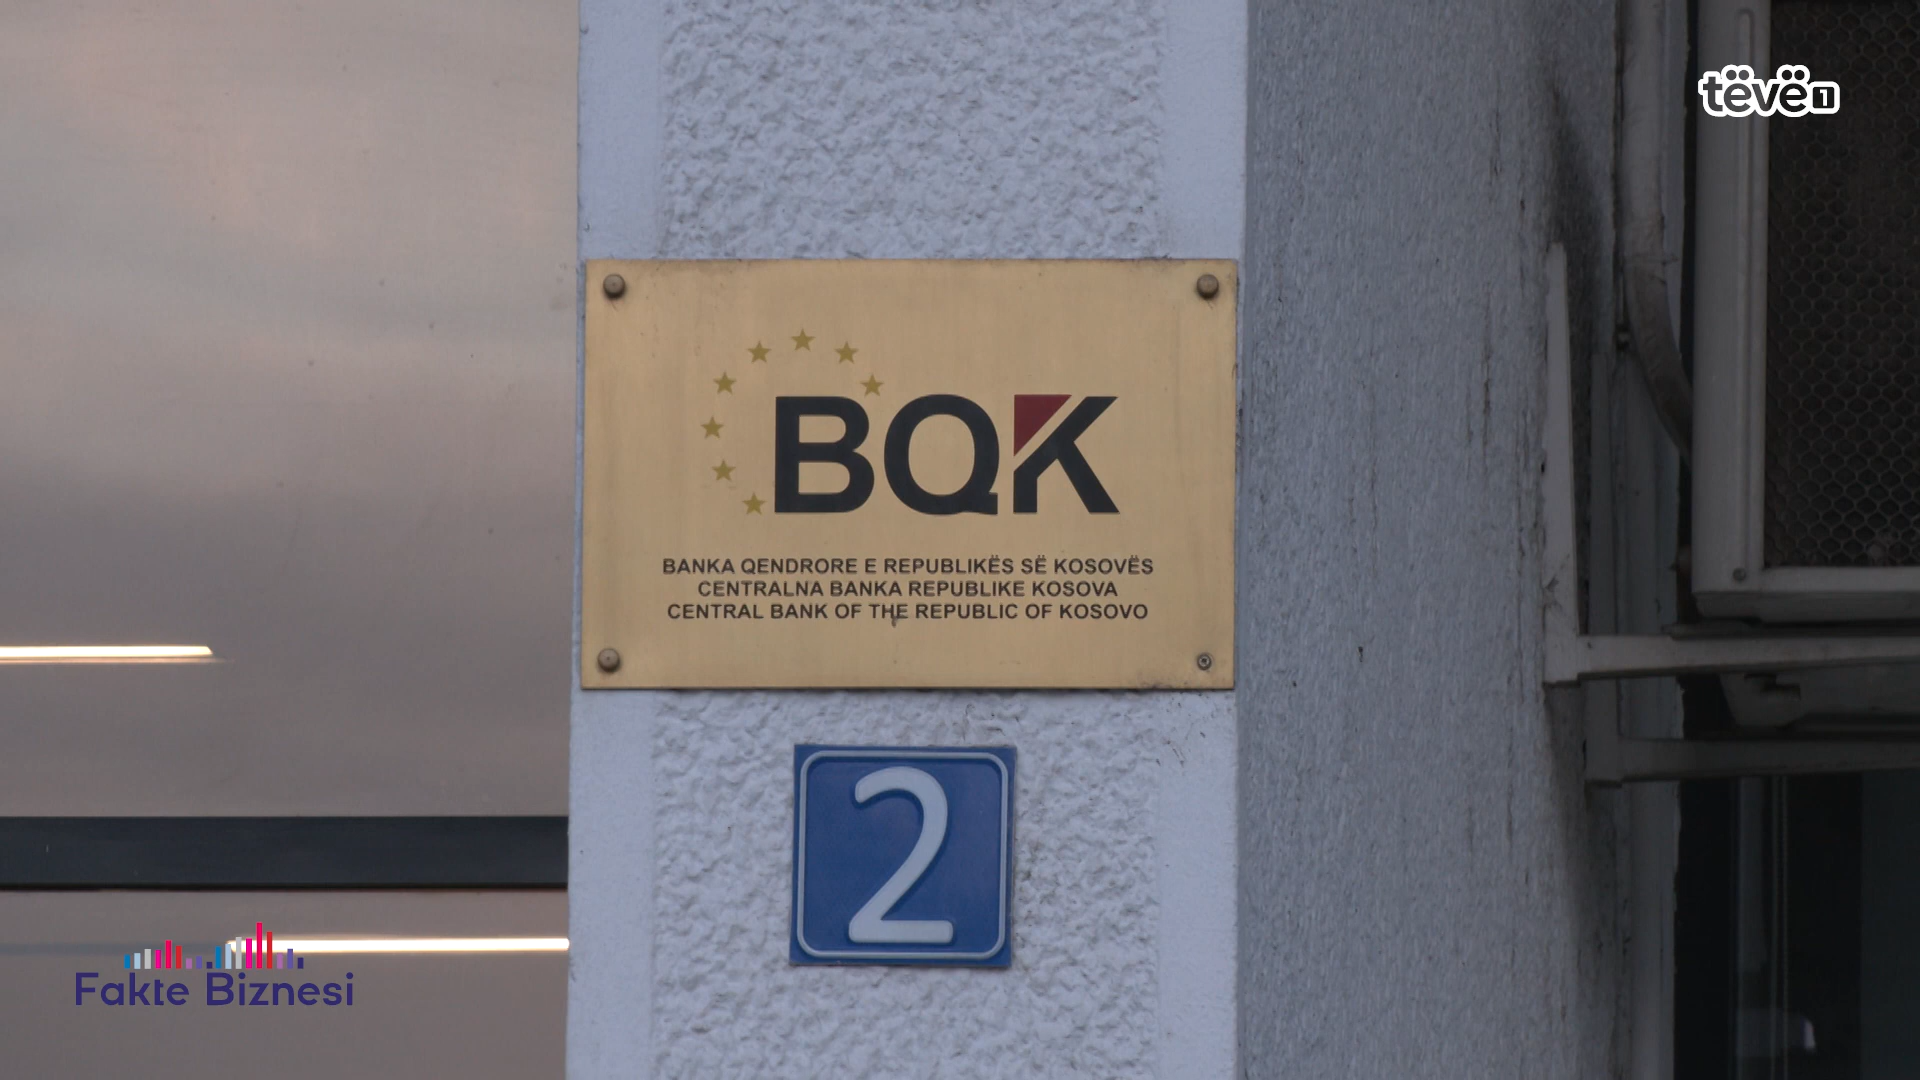 tëvë1
BQK
BANKA QENDRORE E REPUBLIKËS SË KOSOVËS
CENTRALNA BANKA REPUBLIKE KOSOVA
CENTRAL BANK OF THE REPUBLIC OF KOSOVO
2
Fakte Biznesi